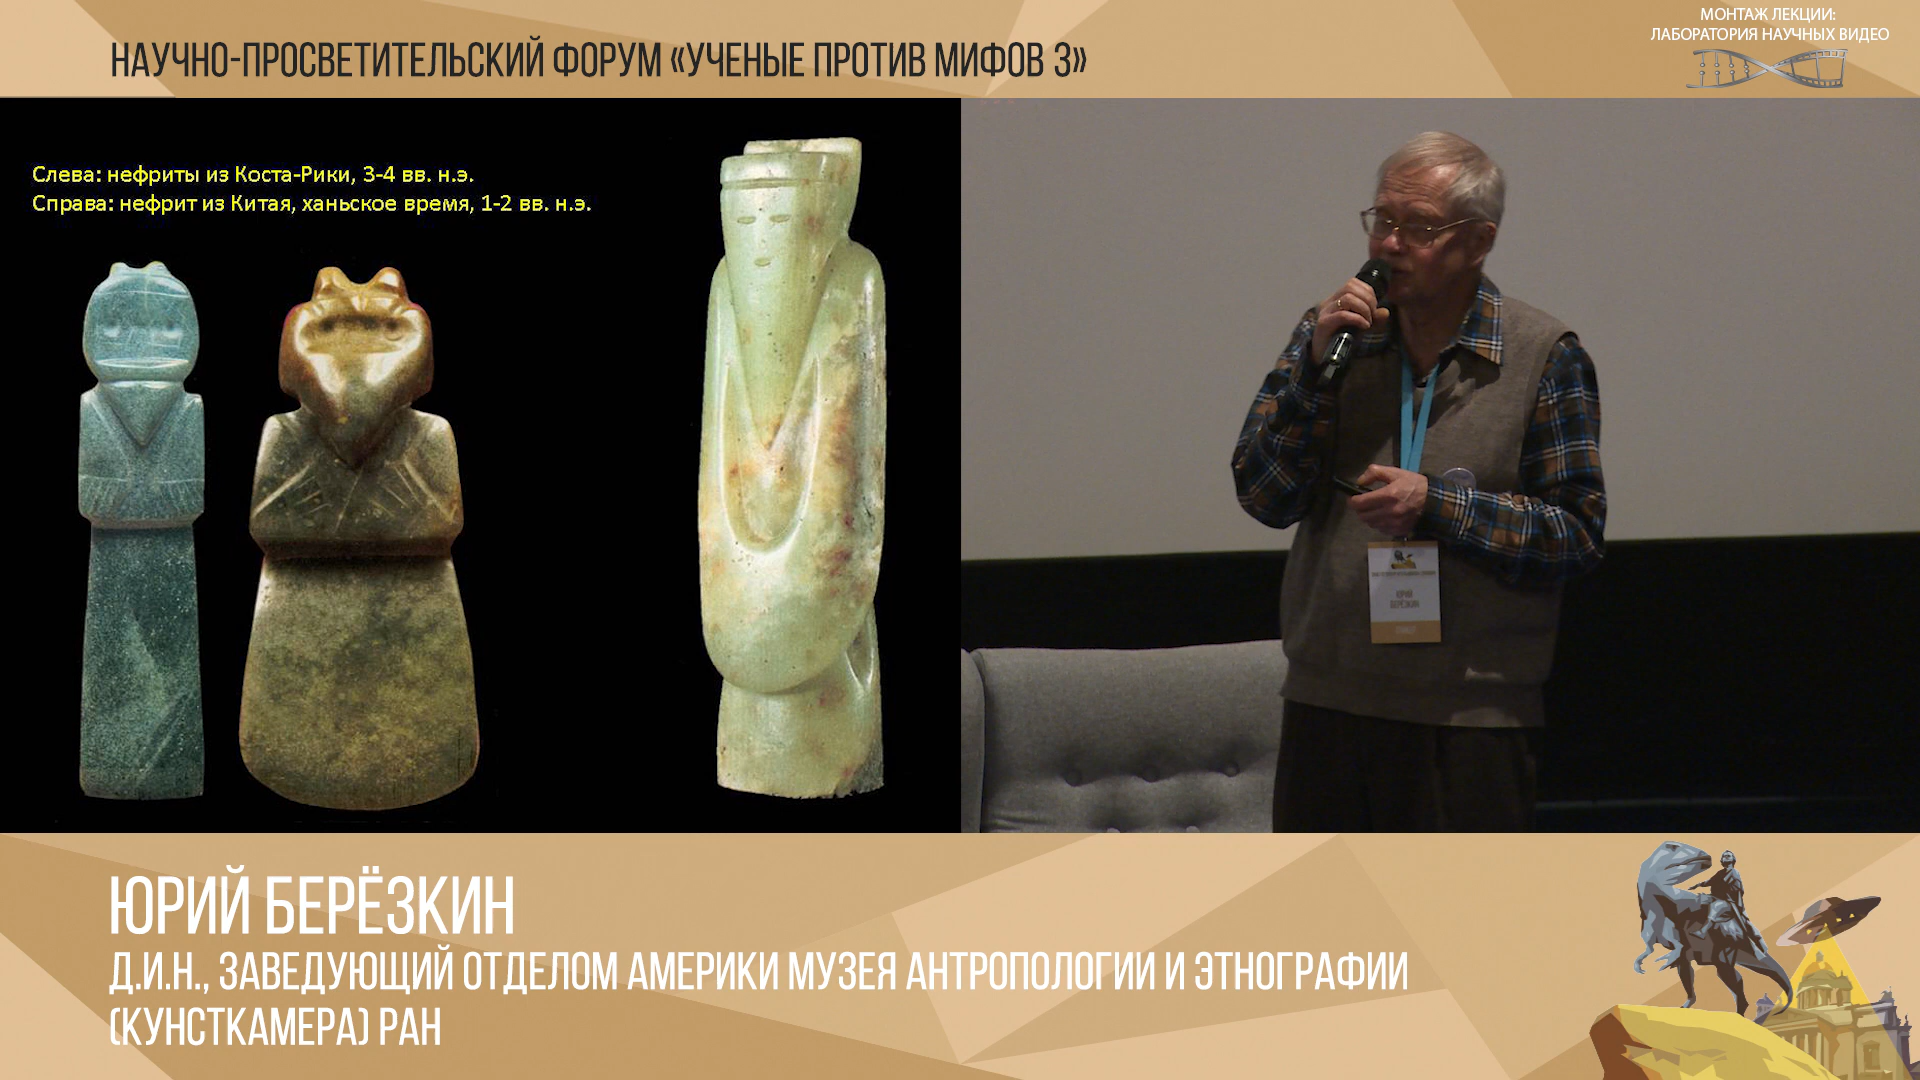 МОНТАЖ ЛЕКЦИИ:
ЛАБОРАТОРИЯ НАУЧНЫХ ВИДЕО
НАУЧНО-ПРОСВЕТИТЕЛЬСКИЙ ФОРУМ «УЧЕНЫЕ ПРОТИВ МИФОВ 3»
Слева: нефриты из Коста-Рики, 3-4 вв. н.э.
Справа: нефрит из Китая, ханьское время, 1-2 вв. н.э.
ЮРИЙ
БЕРЁЗКИН
ЮРИЙ БЕРЁЗКИН
Д.И.Н., ЗАВЕДУЮЩИЙ ОТДЕЛОМ АМЕРИКИ МУЗЕЯ АНТРОПОЛОГИИ И ЭТНОГРАФИИ
(КУНСТКАМЕРА) РАН